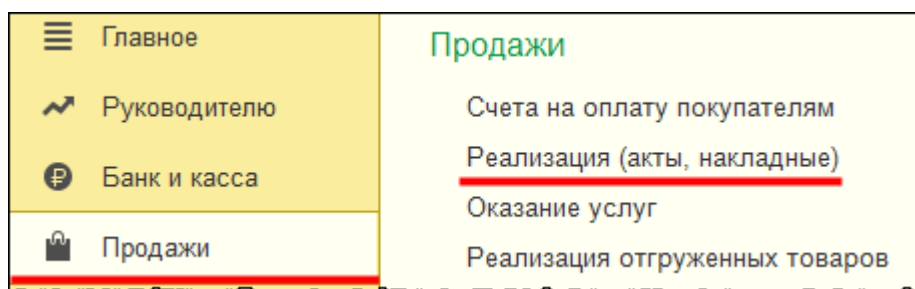 Главное
Руководителю
Банк и касса
Продажи
Продажи
Счета на оплату покупателям
Реализация (акты, накладные)
Оказание услуг
Реализация отгруженных товаров